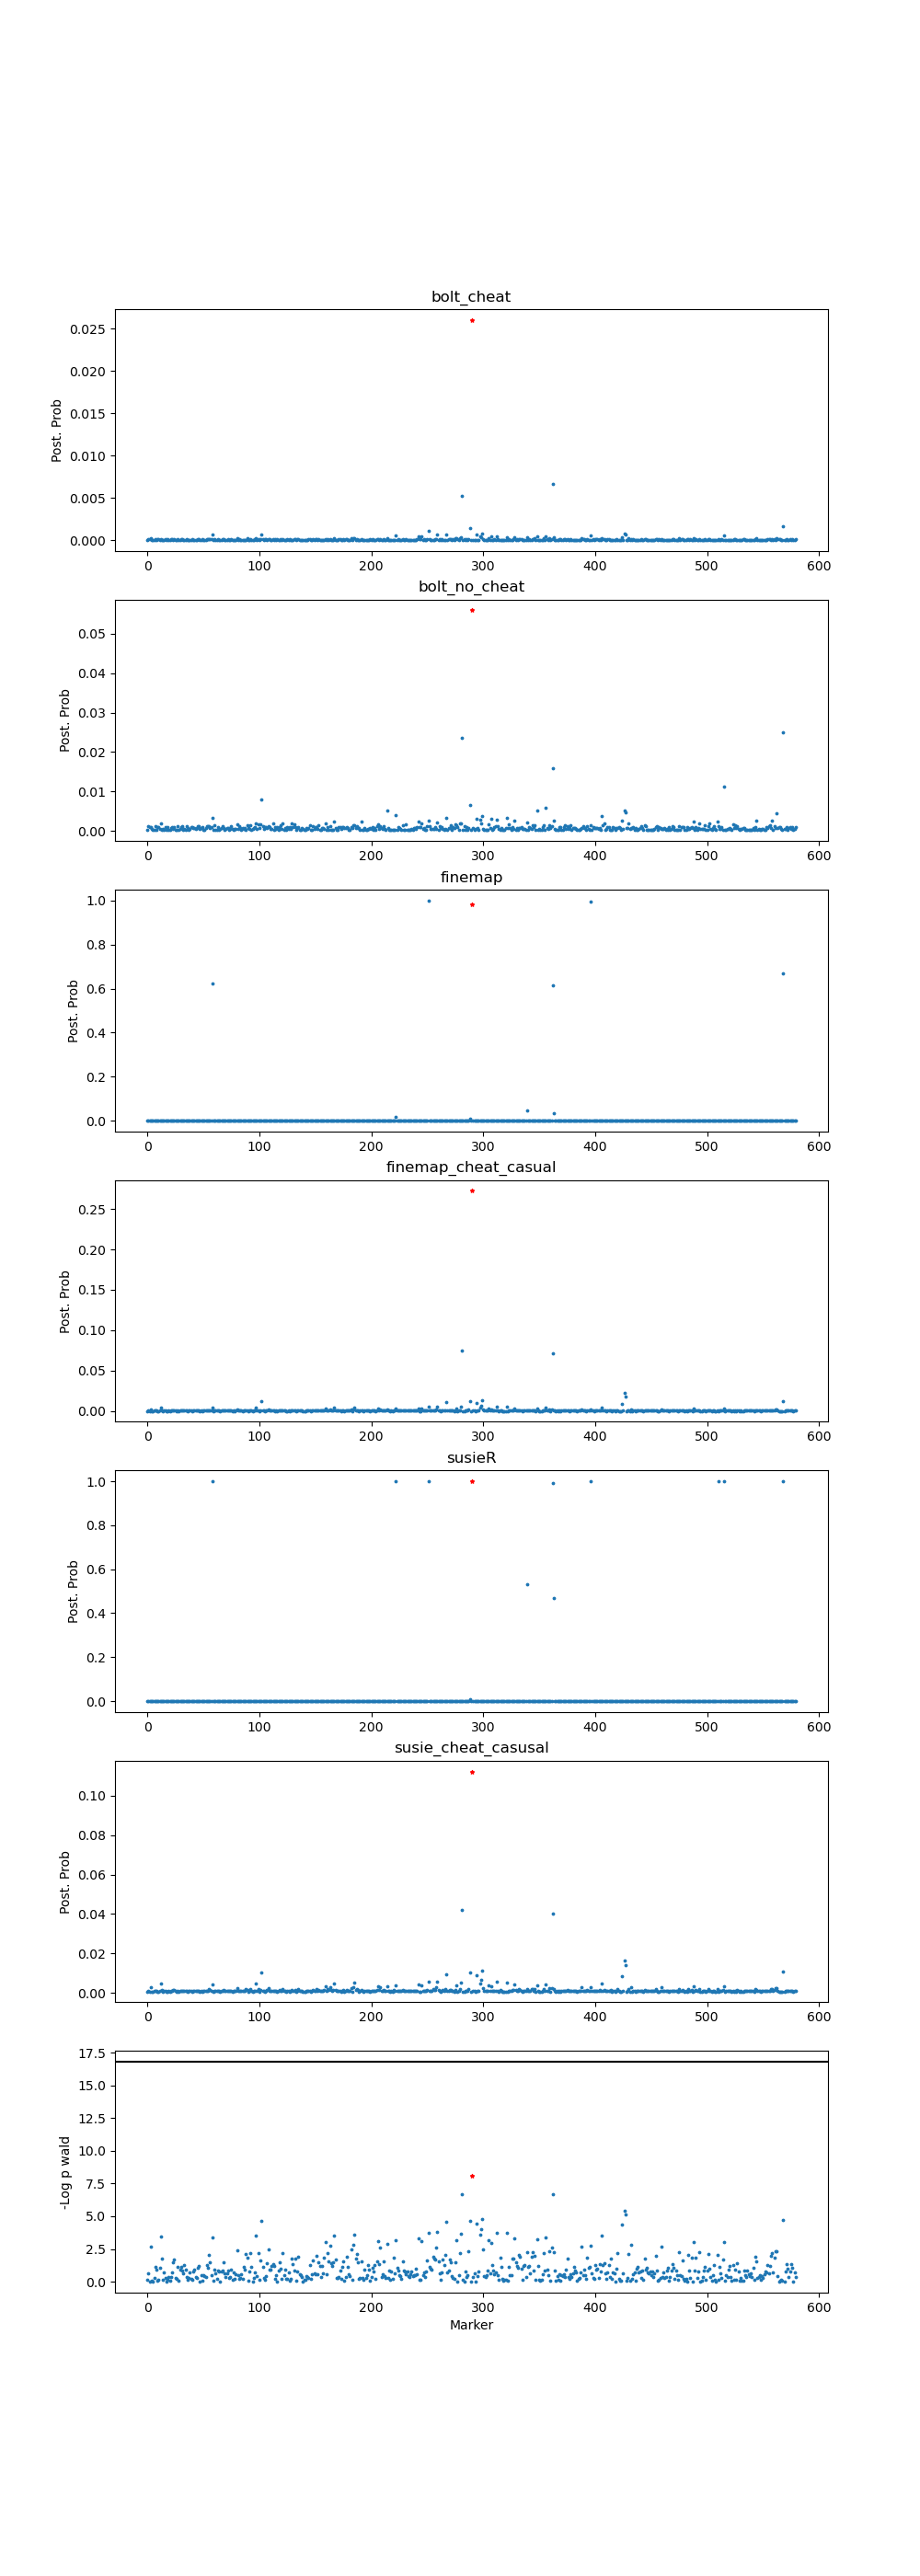 bolt_cheat
0.025
0.020
0.015
0.010
0.005
0.000
Post. Prob
0 100 200 300 400 500 600
bolt_no_cheat
0.05
0.04
0.03
0.02
0.01
0.00
Post. Prob
0 100 200 300 400 500 600
finemap
1.0
0.8
0.6
0.4
0.2
0.0
Post. Prob
0 100 200 300 400 500 600
finemap_cheat_casual
0.25
0.20
0.15
0.10
0.05
0.00
Post. Prob
0 100 200 300 400 500 600
susieR
1.0
0.8
0.6
0.4
0.2
0.0
Post. Prob
0 100 200 300 400 500 600
susie_cheat_casusal
0.10
0.08
0.06
0.04
0.02
0.00
Post. Prob
0 100 200 300 400 500 600
17.5
15.0
12.5
10.0
7.5
5.0
2.5
0.0
-Log p wald
0 100 200 300 400 500 600
Marker